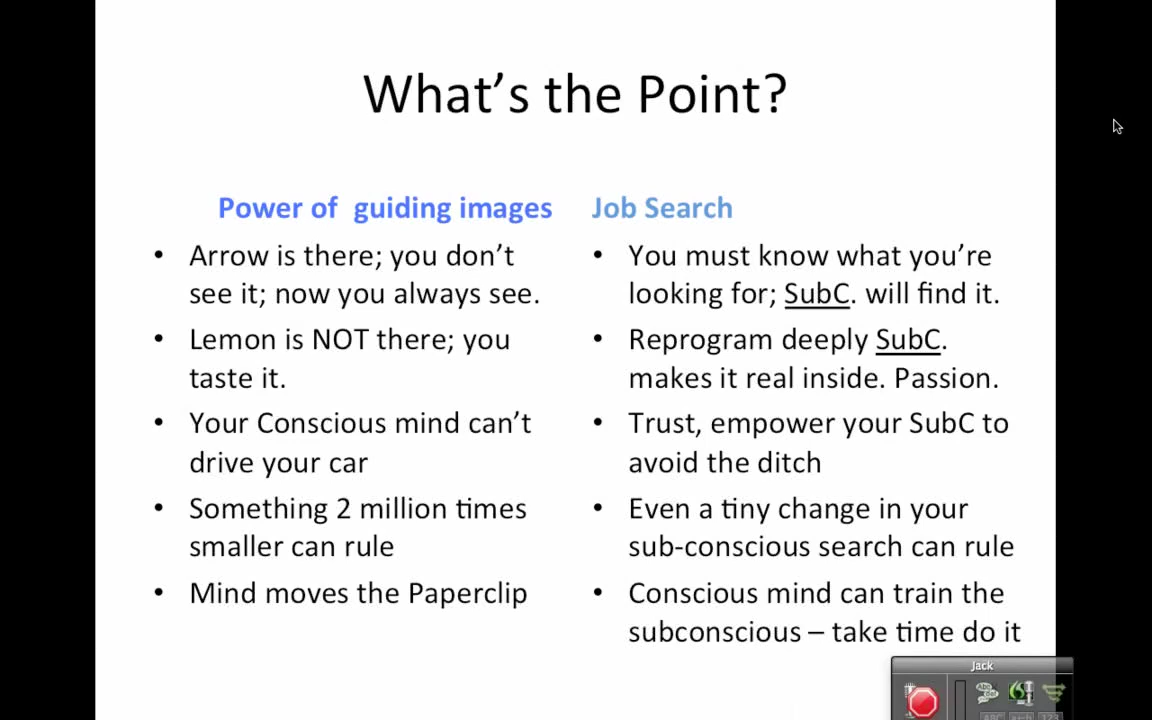 What's the Point?
Power of  guiding images
Arrow is there; you don't
see it; now you always see.
Lemon is NOT there; you
taste it.
Your Conscious mind can't
drive your car
Something 2 million times
smaller can rule
Mind moves the Paperclip
Job Search
You must know what you're
looking for; SubC. will find it.
Reprogram deeply SubC.
makes it real inside. Passion.
Trust, empower your SubC to
avoid the ditch
Even a tiny change in your
sub-conscious search can rule
Conscious mind can train the
subconscious – take time do it
Jack